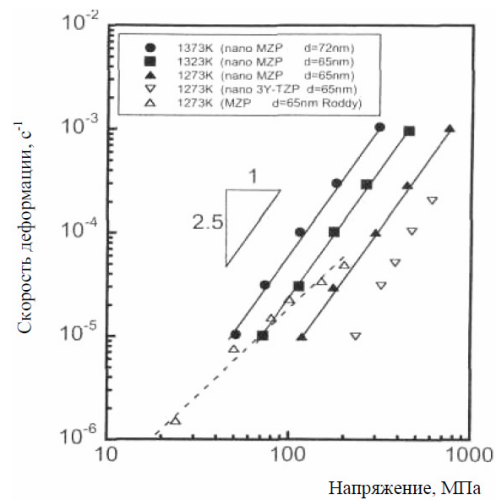 10⁻²
1373K (nano MZP d=72nm)
1323K (nano MZP d=65nm)
1273K (nano MZP d=65nm)
1273K (nano 3Y-TZP d=65nm)
1273K (MZP d=65nm Roddy)
10⁻³
1
2.5
10⁻⁴
10⁻⁵
10⁻⁶
Скорость деформации, с⁻¹
10
100
1000
Напряжение, МПа